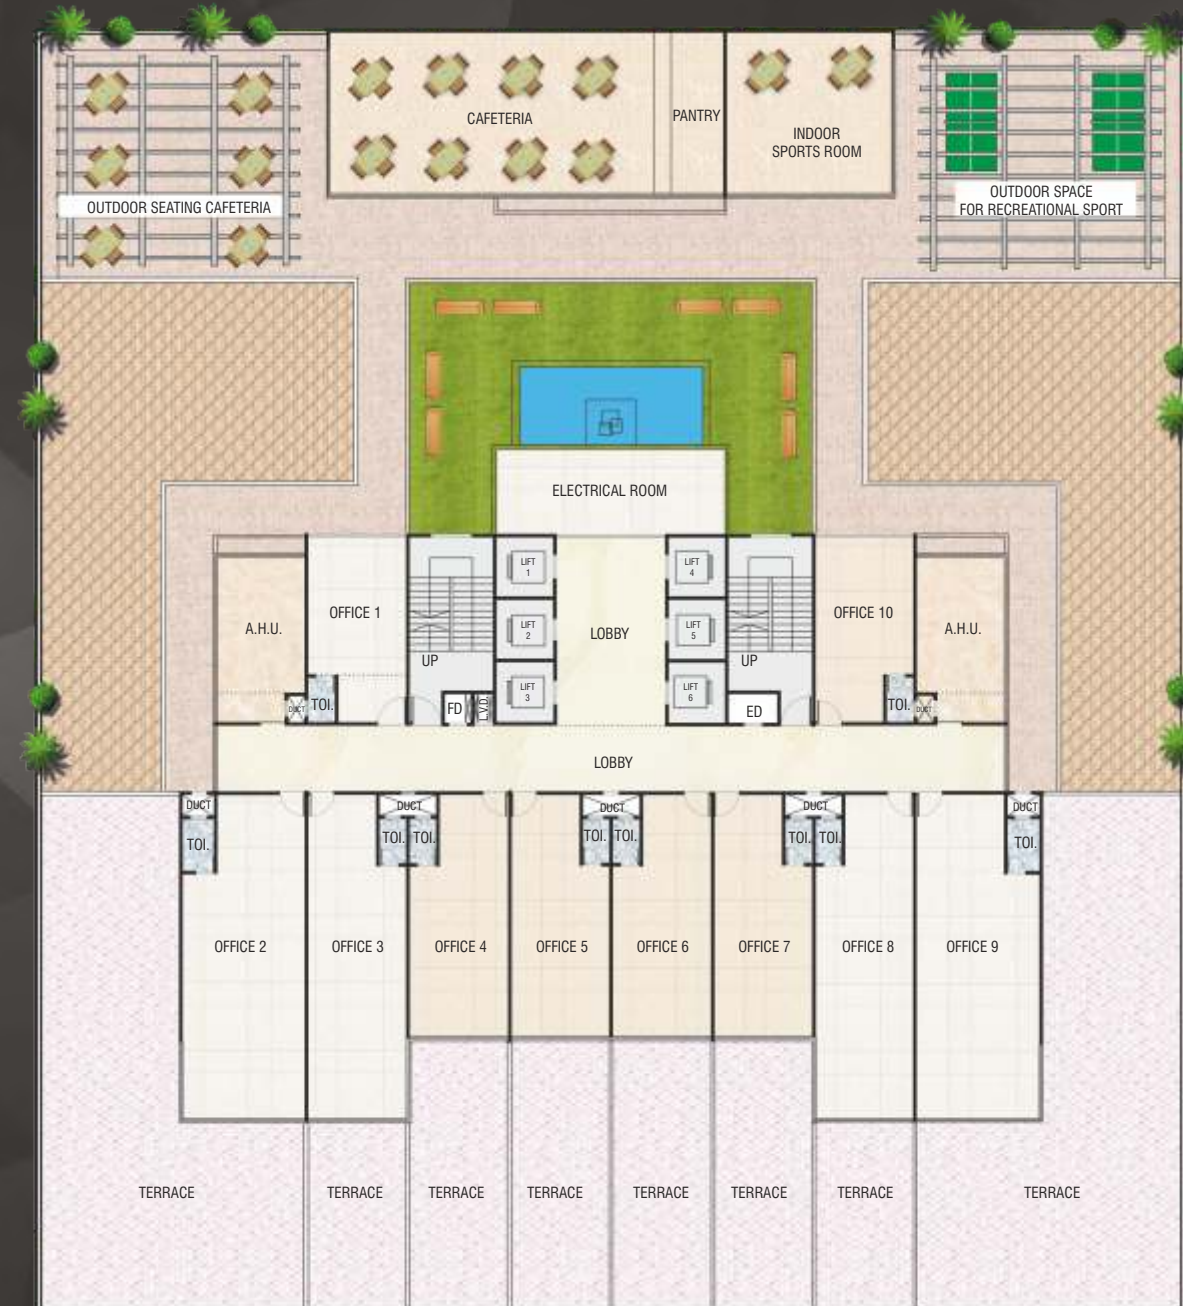 CAFETERIA
PANTRY
INDOOR
SPORTS ROOM
OUTDOOR SEATING CAFETERIA
OUTDOOR SPACE
FOR RECREATIONAL SPORT
ELECTRICAL ROOM
LIFT
1
LIFT
4
A.H.U.
OFFICE 1
LIFT
2
LOBBY
LIFT
5
OFFICE 10
A.H.U.
UP
UP
LIFT
3
LIFT
6
DUCT
TOI.
FD
L.V.D.
ED
TOI.
DUCT
LOBBY
DUCT
DUCT
DUCT
DUCT
DUCT
TOI.
TOI.
TOI.
TOI.
TOI.
TOI.
TOI.
TOI.
OFFICE 2
OFFICE 3
OFFICE 4
OFFICE 5
OFFICE 6
OFFICE 7
OFFICE 8
OFFICE 9
TERRACE
TERRACE
TERRACE
TERRACE
TERRACE
TERRACE
TERRACE
TERRACE